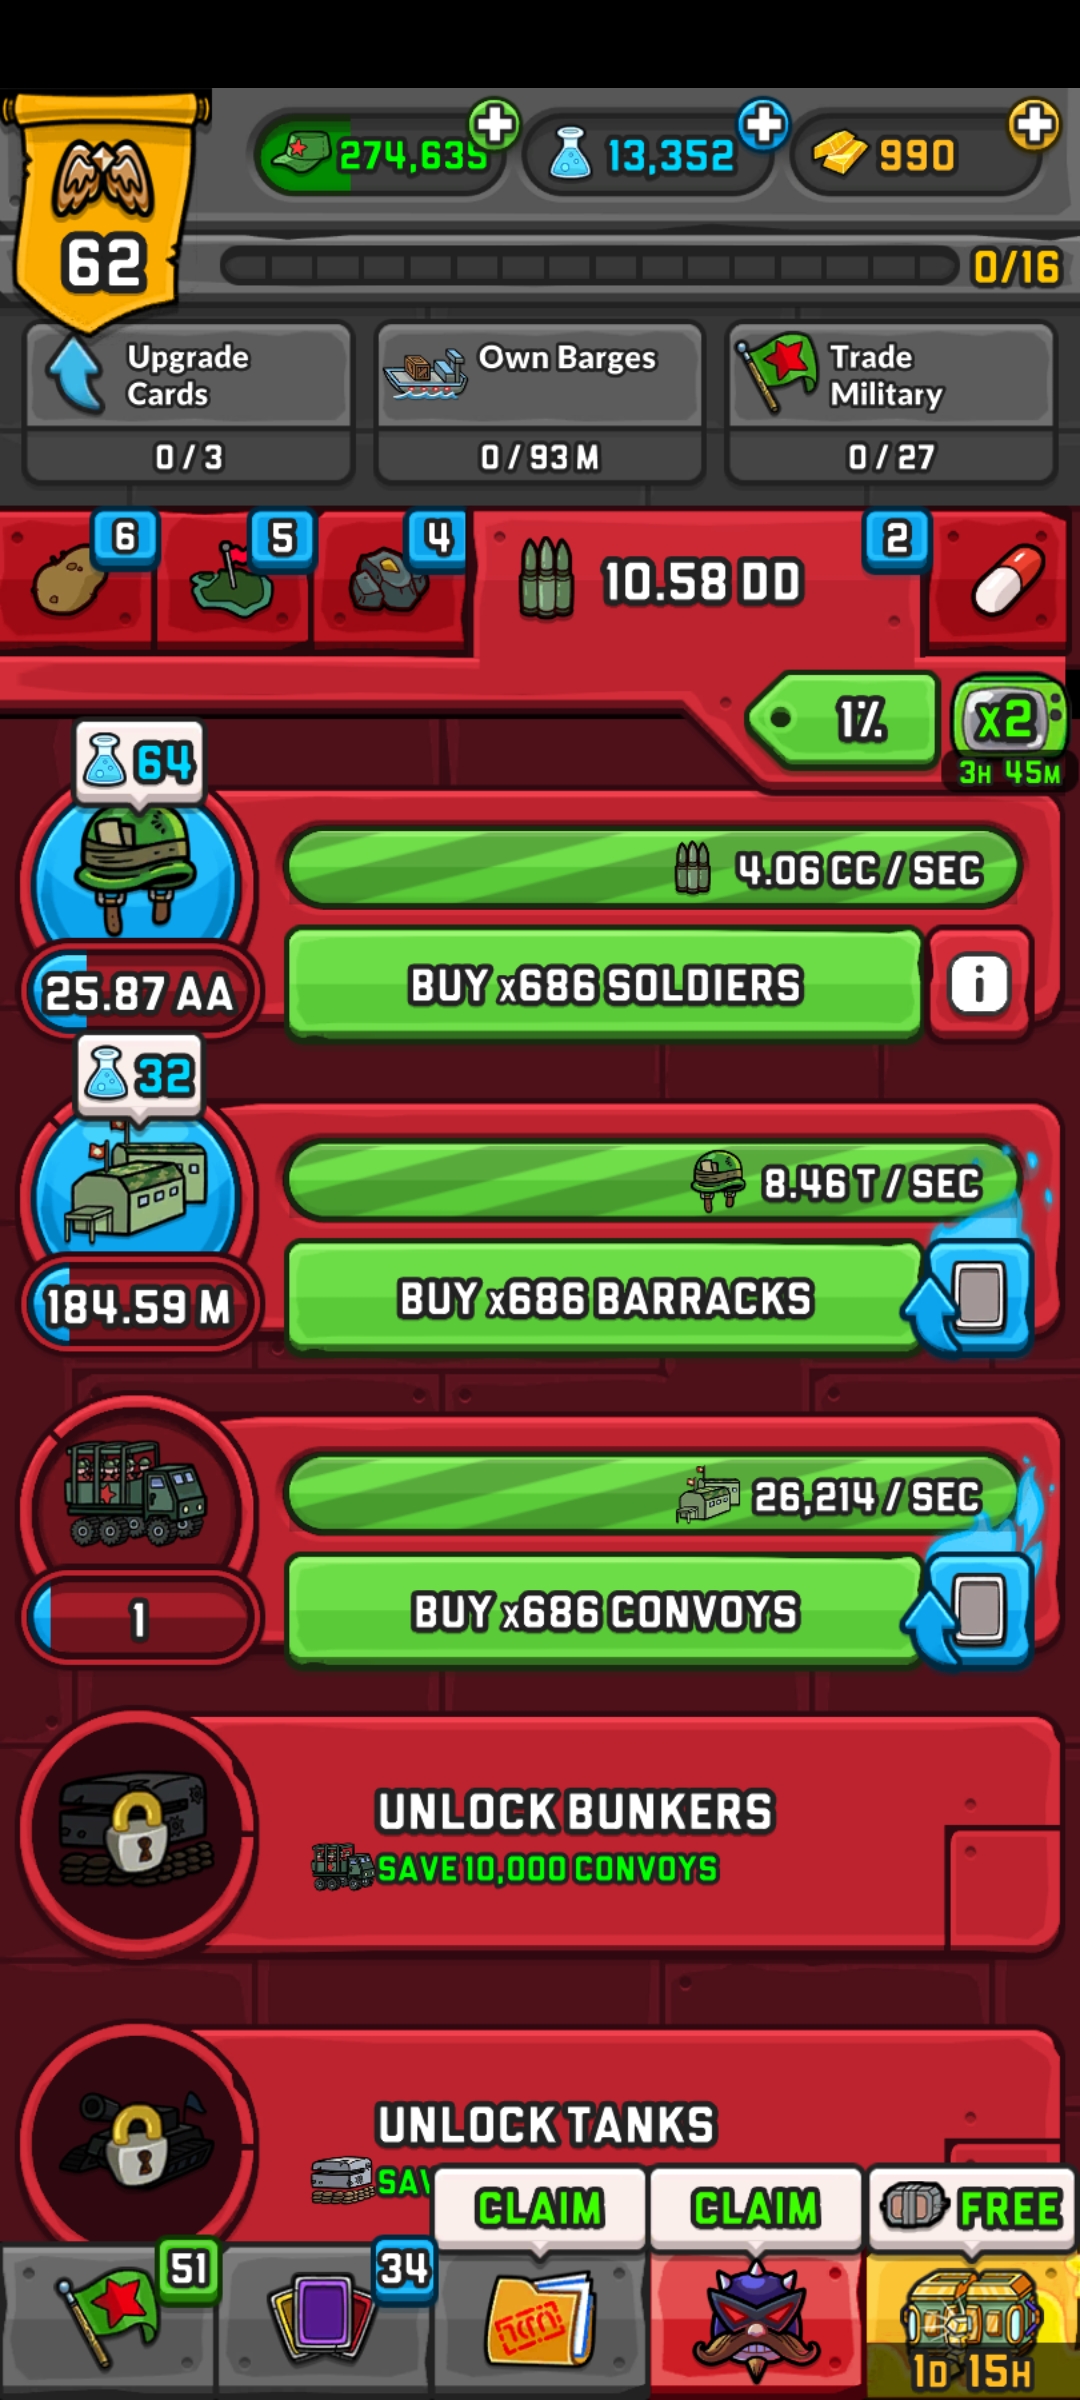 62
274,635
13,352
990
0/16
Upgrade
Cards
0 / 3
Own Barges
0 / 93 M
Trade
Military
0 / 27
6
5
4
10.58 DD
2
1%
x2
3H 45M
64
4.06 CC / SEC
25.87 AA
BUY x686 SOLDIERS
i
32
8.46 T / SEC
184.59 M
BUY x686 BARRACKS
26,214 / SEC
1
BUY x686 CONVOYS
UNLOCK BUNKERS
SAVE 10,000 CONVOYS
UNLOCK TANKS
CLAIM
CLAIM
FREE
51
34
1D 15H